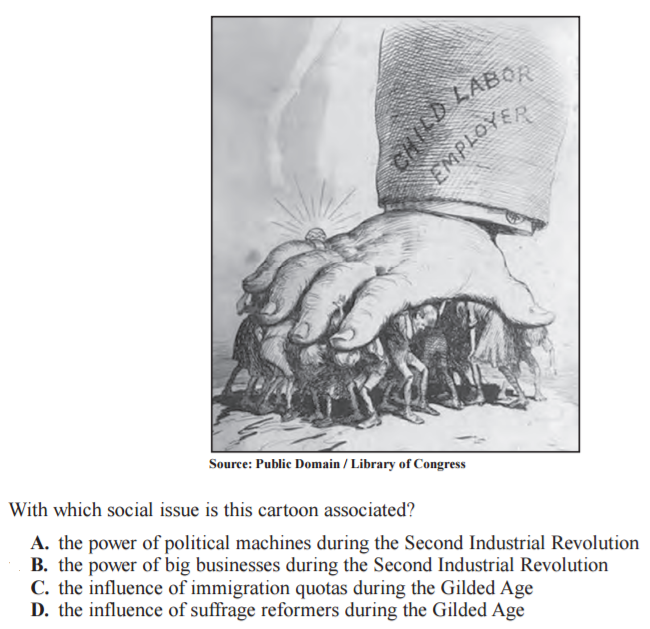 CHILD LABOR
EMPLOYER
Source: Public Domain / Library of Congress
With which social issue is this cartoon associated?
A. the power of political machines during the Second Industrial Revolution
B. the power of big businesses during the Second Industrial Revolution
C. the influence of immigration quotas during the Gilded Age
D. the influence of suffrage reformers during the Gilded Age